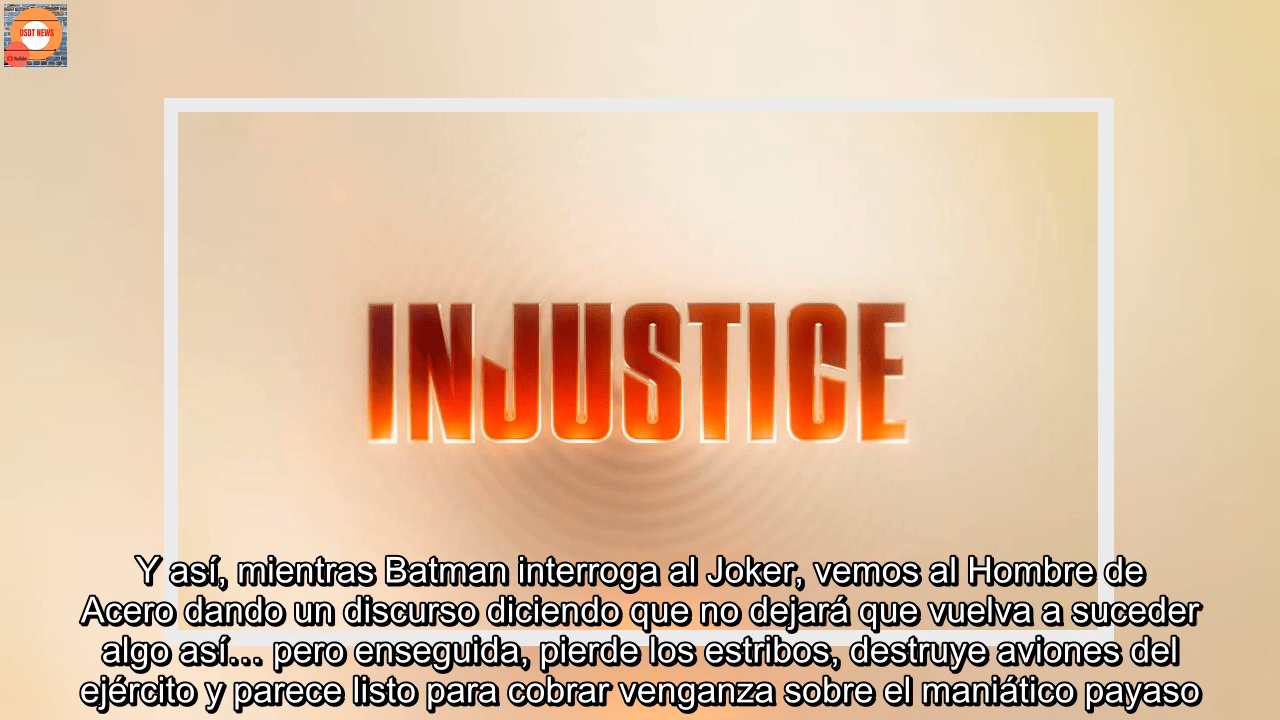 USDT NEWS
YouTube
INJUSTICE
Y así, mientras Batman interroga al Joker, vemos al Hombre de
Acero dando un discurso diciendo que no dejará que vuelva a suceder
algo así... pero enseguida, pierde los estribos, destruye aviones del
ejército y parece listo para cobrar venganza sobre el maniático payaso